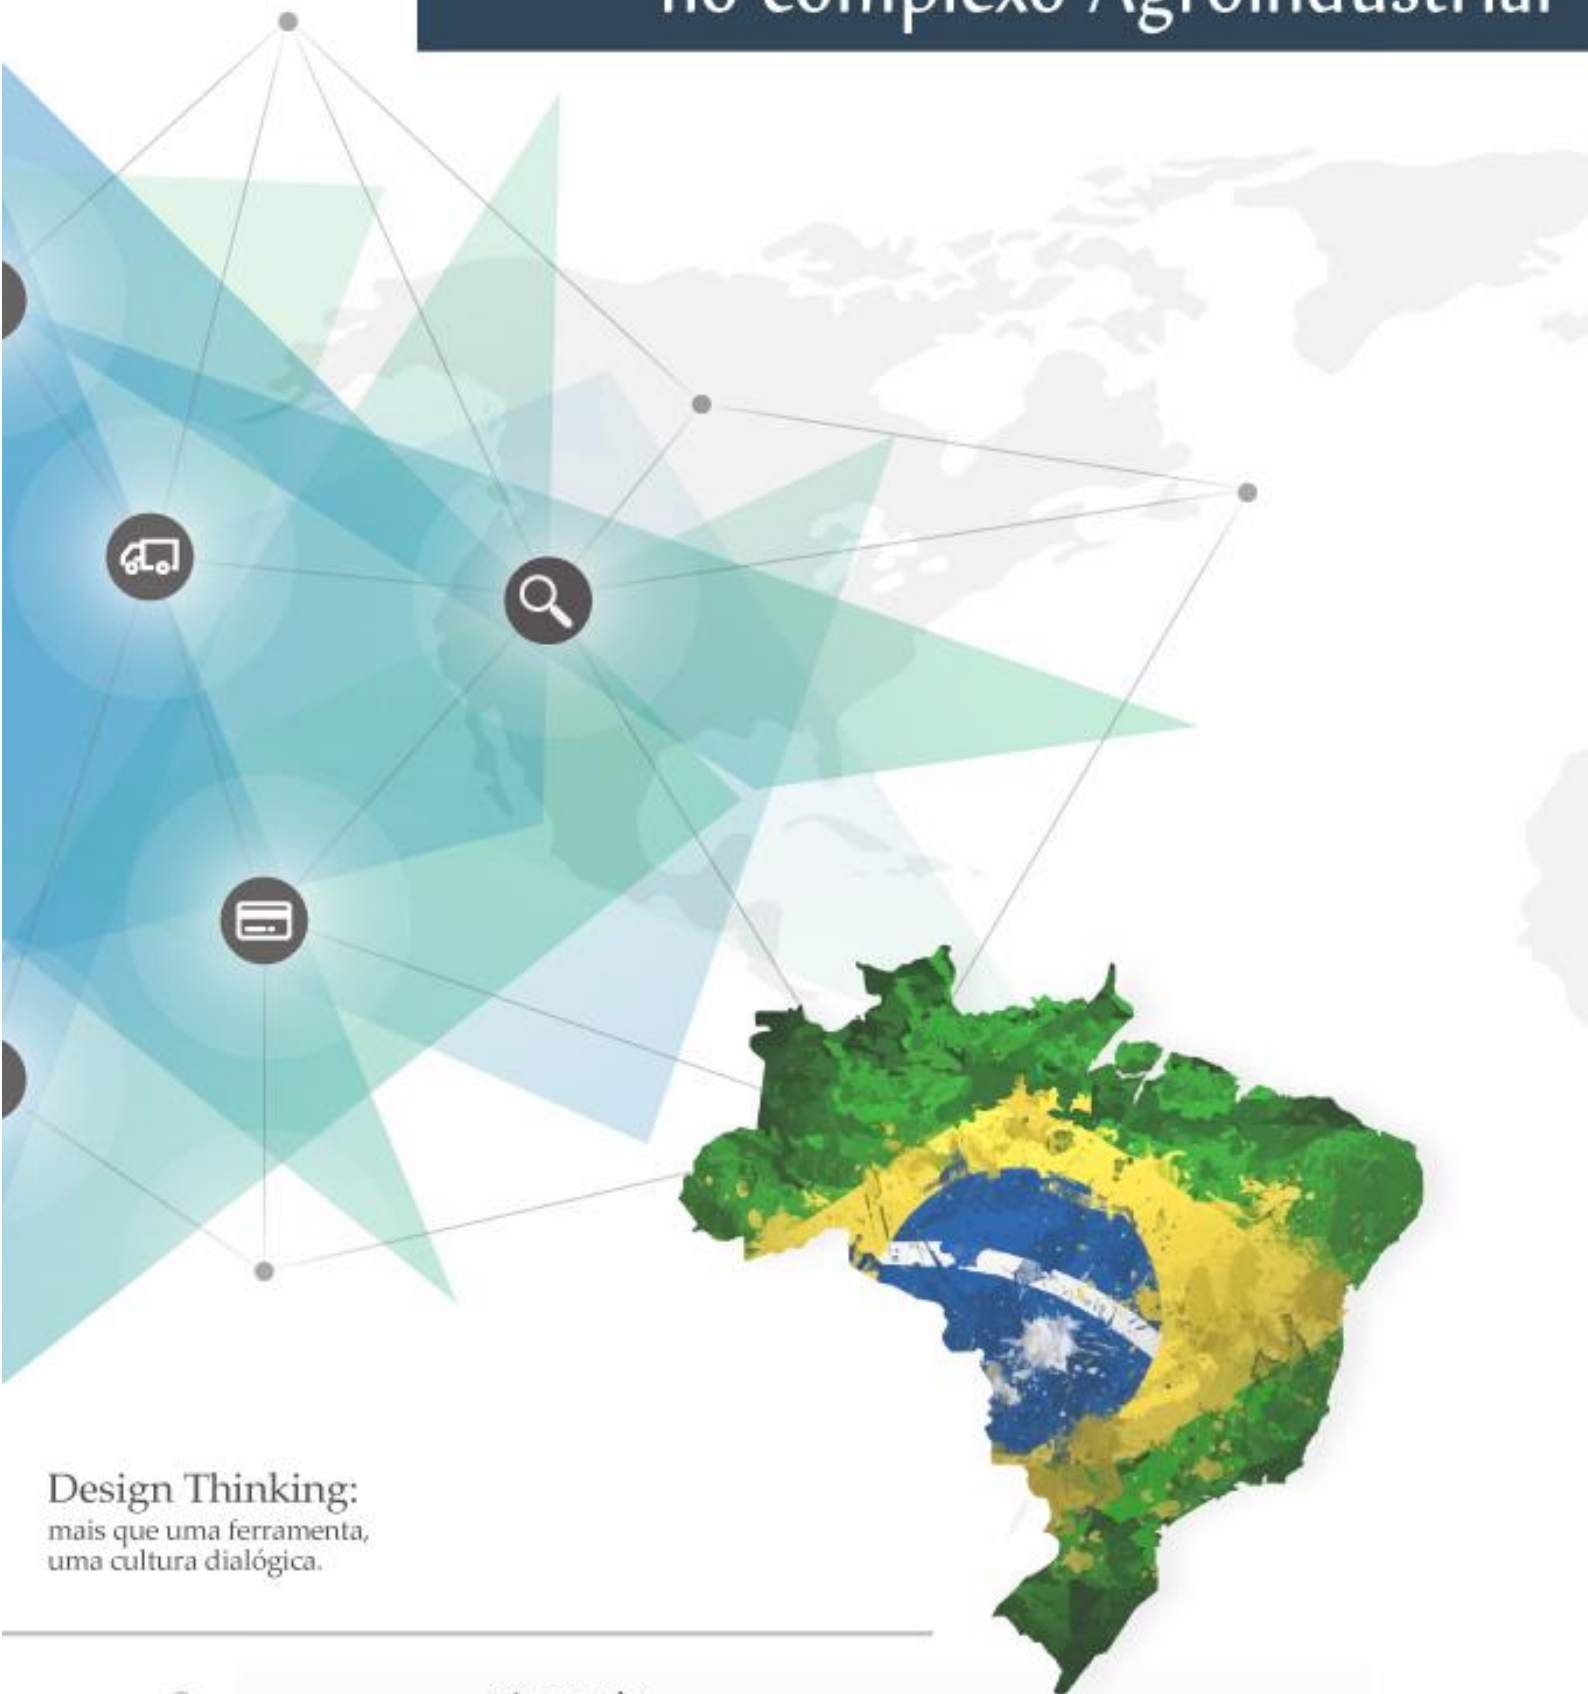 no complexo Agroindustrial
Design Thinking:
mais que uma ferramenta,
uma cultura dialógica.